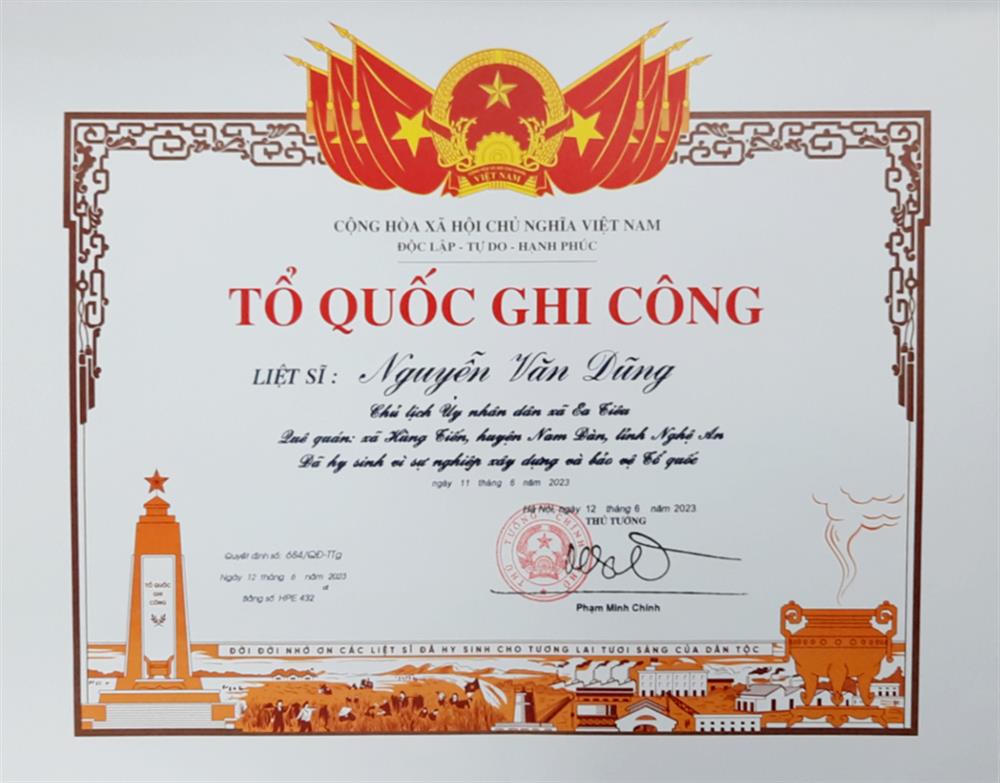 VIỆT NAM
CỘNG HÒA XÃ HỘI CHỦ NGHĨA VIỆT NAM
ĐỘC LẬP - TỰ DO - HẠNH PHÚC
TỔ QUỐC GHI CÔNG
LIỆT SĨ : Nguyễn Văn Dũng
Chủ tịch Ủy nhân dân xã Ea Tiêu
Quê quán: xã Hùng Tiến, huyện Nam Đàn, tỉnh Nghệ An
Đã hy sinh vì sự nghiệp xây dựng và bảo vệ Tổ quốc
ngày 11 tháng 6 năm 2023
Hà Nội, ngày 12 tháng 6 năm 2023
THỦ TƯỚNG
THỦ TƯỚNG CHÍNH PHỦ
Quyết định số: 684/QĐ-TTg
Ngày 12 tháng 6 năm 2023
Bằng số HPE 432
Phạm Minh Chính
TỔ QUỐC
GHI
CÔNG
ĐỜI ĐỜI NHỚ ƠN CÁC LIỆT SĨ ĐÃ HY SINH CHO TƯƠNG LAI TƯƠI SÁNG CỦA DÂN TỘC